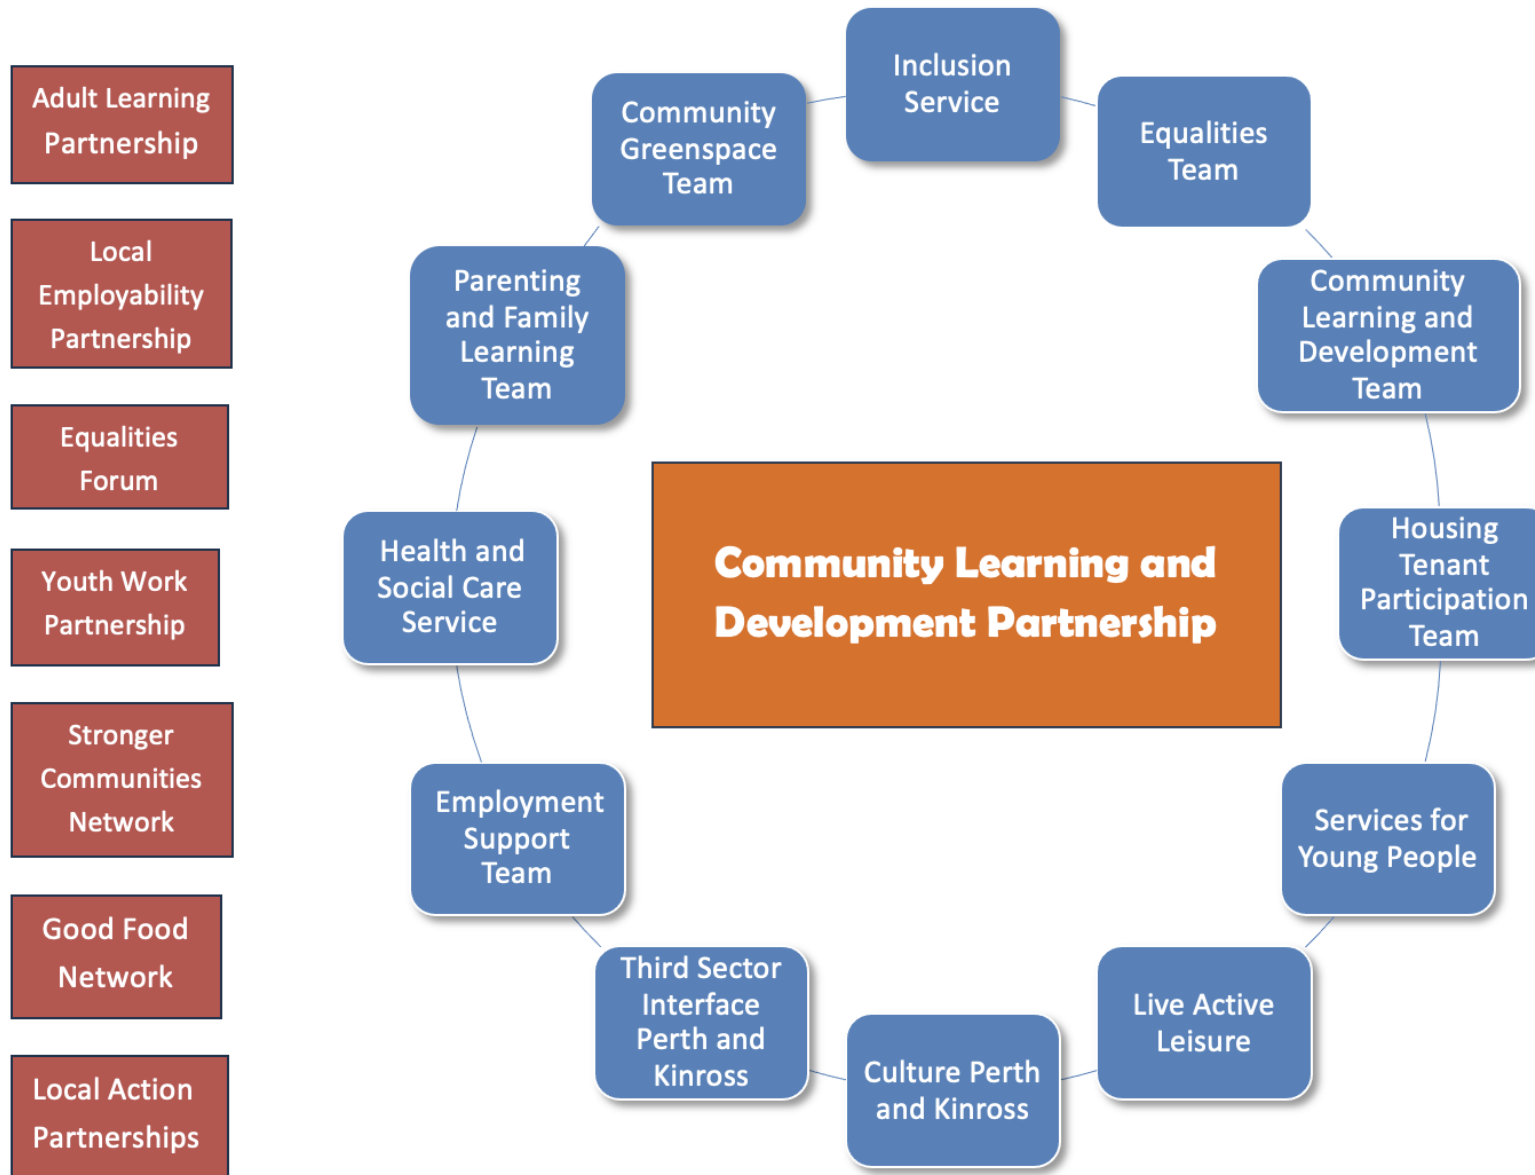 Adult Learning
Partnership
Local
Employability
Partnership
Equalities
Forum
Youth Work
Partnership
Stronger
Communities
Network
Good Food
Network
Local Action
Partnerships
Inclusion
Service
Equalities
Team
Community
Learning and
Development
Team
Housing
Tenant
Participation
Team
Services for
Young People
Live Active
Leisure
Culture Perth
and Kinross
Third Sector
Interface
Perth and
Kinross
Employment
Support
Team
Health and
Social Care
Service
Parenting
and Family
Learning
Team
Community
Greenspace
Team
Community Learning and
Development Partnership